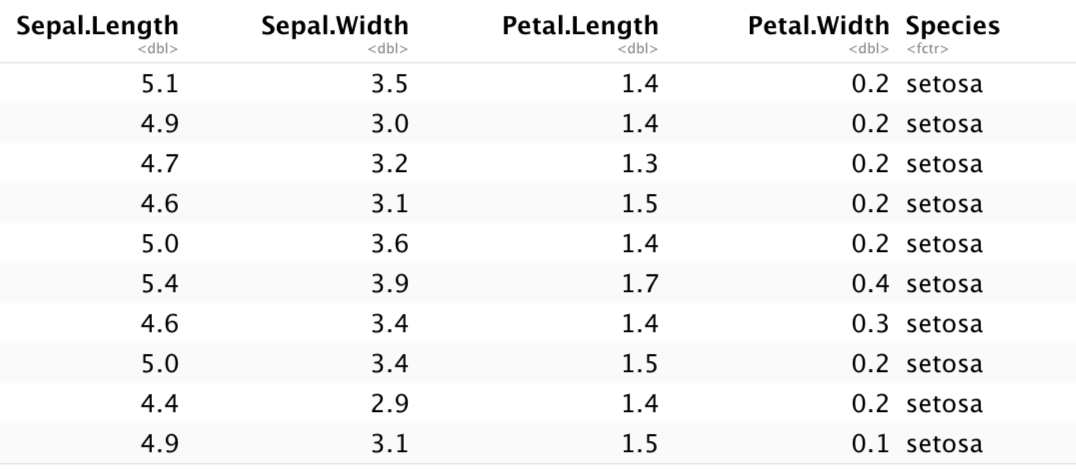 Sepal.Length Sepal.Width Petal.Length Petal.Width Species
<dbl> <dbl> <dbl> <dbl> <fctr>
5.1 3.5 1.4 0.2 setosa
4.9 3.0 1.4 0.2 setosa
4.7 3.2 1.3 0.2 setosa
4.6 3.1 1.5 0.2 setosa
5.0 3.6 1.4 0.2 setosa
5.4 3.9 1.7 0.4 setosa
4.6 3.4 1.4 0.3 setosa
5.0 3.4 1.5 0.2 setosa
4.4 2.9 1.4 0.2 setosa
4.9 3.1 1.5 0.1 setosa